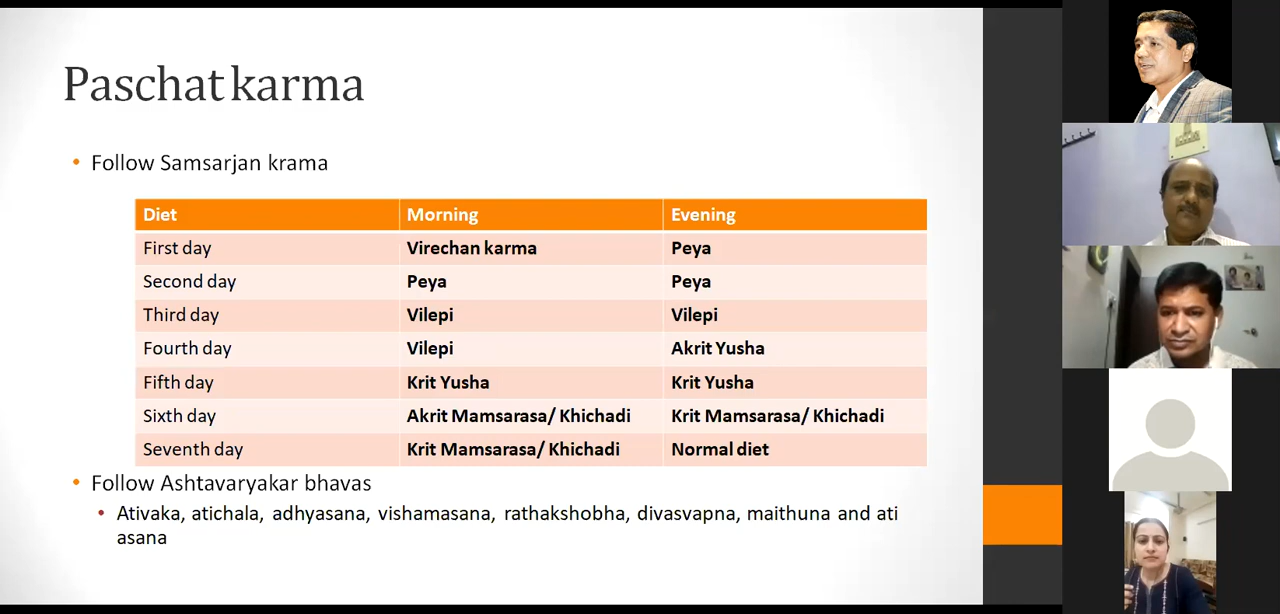 Paschat karma
• Follow Samsarjan krama
Diet Morning Evening
First day Virechan karma Peya
Second day Peya Peya
Third day Vilepi Vilepi
Fourth day Vilepi Akrit Yusha
Fifth day Krit Yusha Krit Yusha
Sixth day Akrit Mamsarasa/ Khichadi Krit Mamsarasa/ Khichadi
Seventh day Krit Mamsarasa/ Khichadi Normal diet
• Follow Ashtavaryakar bhavas
• Ativaka, atichala, adhyasana, vishamasana, rathakshobha, divasvapna, maithuna and ati
asana